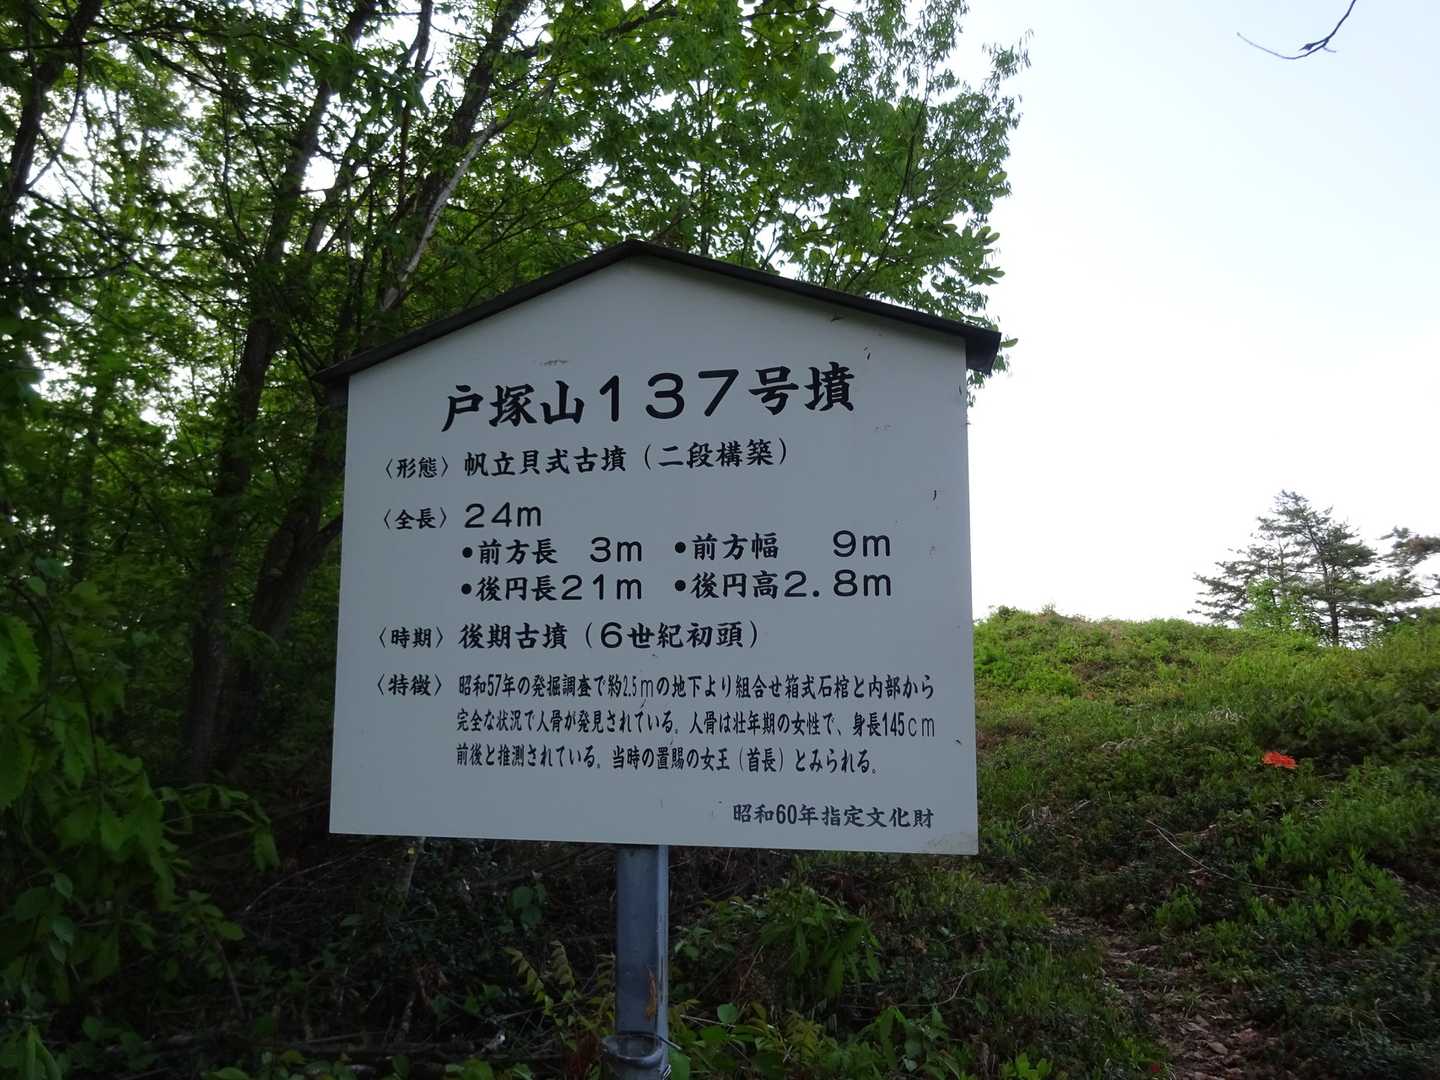 戸塚山137号墳
〈形態〉帆立貝式古墳（二段構築）
〈全長〉24m
•前方長 3m •前方幅 9m
•後円長21m •後円高2.8m
〈時期〉後期古墳（6世紀初頭）
〈特徴〉昭和57年の発掘調査で約2.5mの地下より組合せ箱式石棺と内部から
完全な状況で人骨が発見されている。人骨は壮年期の女性で、身長145cm
前後と推測されている。当時の置賜の女王（首長）とみられる。
昭和60年指定文化財